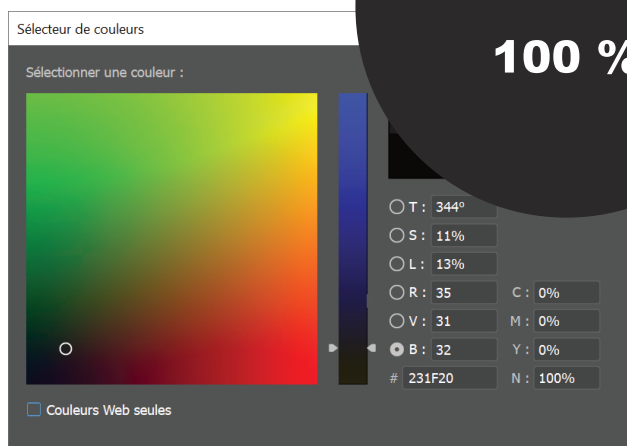 Sélecteur de couleurs
100 %
Sélectionner une couleur :
T : 344º
S : 11%
L : 13%
R : 35 C : 0%
V : 31 M : 0%
B : 32 Y : 0%
# 231F20 N : 100%
Couleurs Web seules